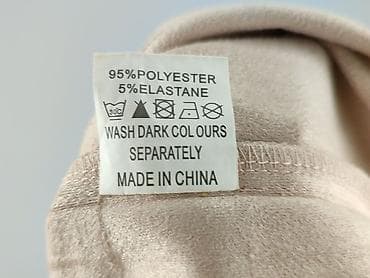 95%POLYESTER
5%ELASTANE
WASH DARK COLOURS
SEPARATELY
MADE IN CHINA